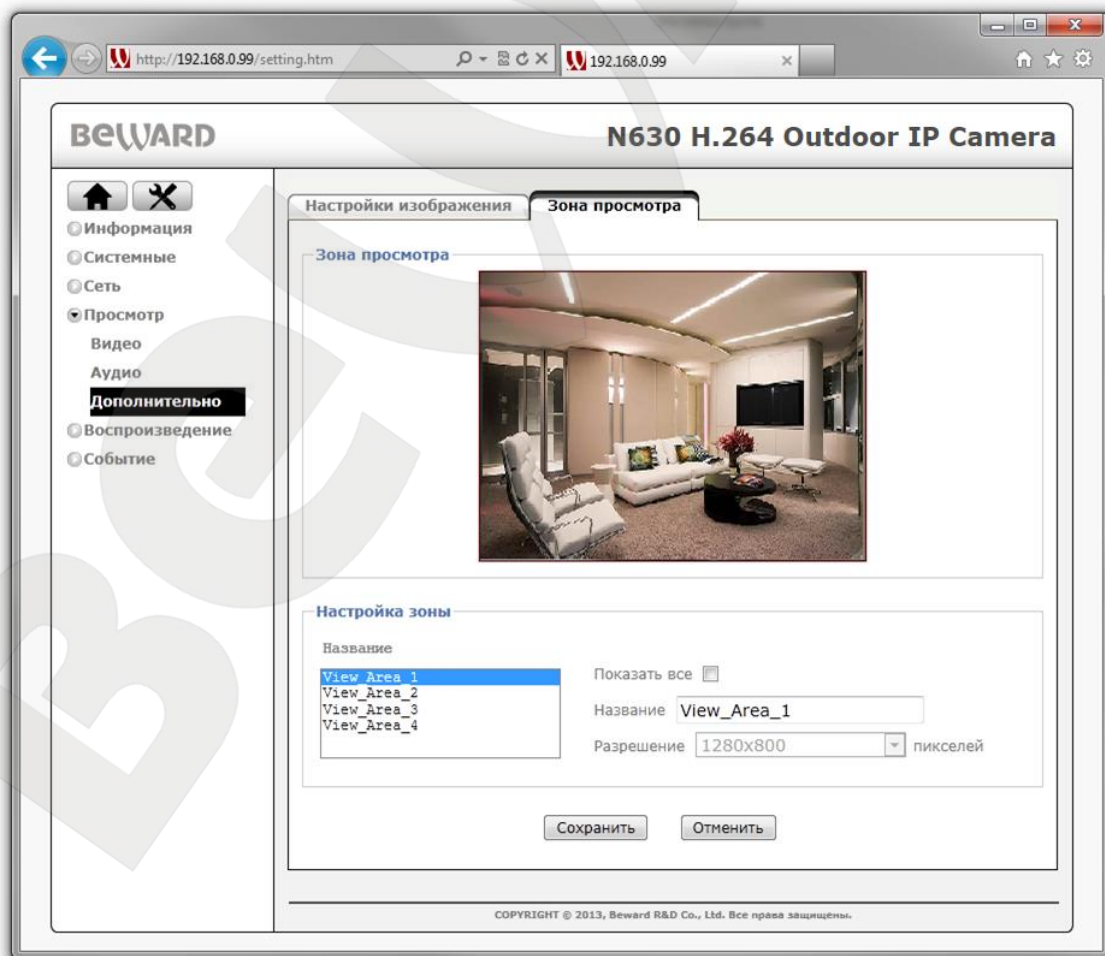 http://192.168.0.99/setting.htm
192.168.0.99
BEWARD
N630 H.264 Outdoor IP Camera
Информация
Системные
Сеть
Просмотр
Видео
Аудио
Дополнительно
Воспроизведение
Событие
Настройки изображения
Зона просмотра
Зона просмотра
Настройка зоны
Название
View_Area_1
View_Area_2
View_Area_3
View_Area_4
Показать все
Название View_Area_1
Разрешение 1280x800 пикселей
Сохранить
Отменить
COPYRIGHT © 2013, Beward R&D Co., Ltd. Все права защищены.